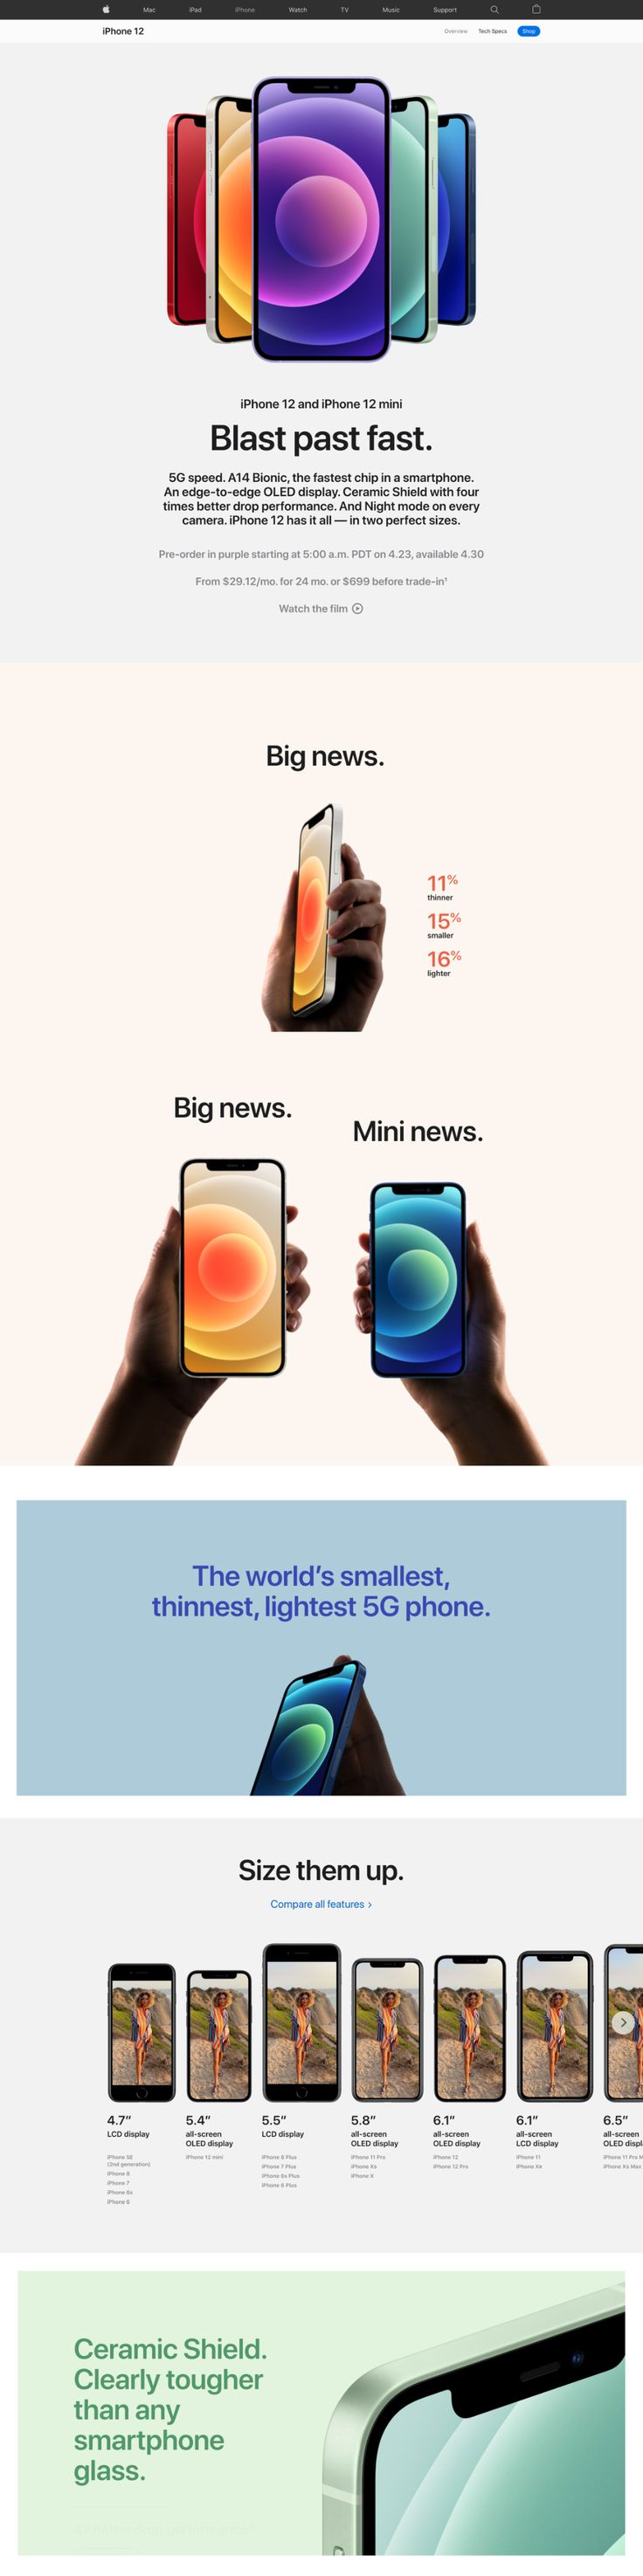 Mac iPad iPhone Watch TV Music Support
iPhone 12
Overview Tech Specs Shop
iPhone 12 and iPhone 12 mini
Blast past fast.
5G speed. A14 Bionic, the fastest chip in a smartphone.
An edge-to-edge OLED display. Ceramic Shield with four
times better drop performance. And Night mode on every
camera. iPhone 12 has it all — in two perfect sizes.
Pre-order in purple starting at 5:00 a.m. PDT on 4.23, available 4.30
From $29.12/mo. for 24 mo. or $699 before trade-in¹
Watch the film
Big news.
11%
thinner
15%
smaller
16%
lighter
Big news.
Mini news.
The world's smallest,
thinnest, lightest 5G phone.
Size them up.
Compare all features >
4.7"
LCD display
iPhone SE
(2nd generation)
iPhone 8
iPhone 7
iPhone 6s
iPhone 6
5.4"
all-screen
OLED display
iPhone 12 mini
5.5"
LCD display
iPhone 8 Plus
iPhone 7 Plus
iPhone 6s Plus
iPhone 6 Plus
5.8"
all-screen
OLED display
iPhone 11 Pro
iPhone Xs
iPhone X
6.1"
all-screen
OLED display
iPhone 12
iPhone 12 Pro
6.1"
all-screen
LCD display
iPhone 11
iPhone XR
6.5"
all-screen
OLED displ
iPhone 11 Pro M
iPhone Xs Max
Ceramic Shield.
Clearly tougher
than any
smartphone
glass.